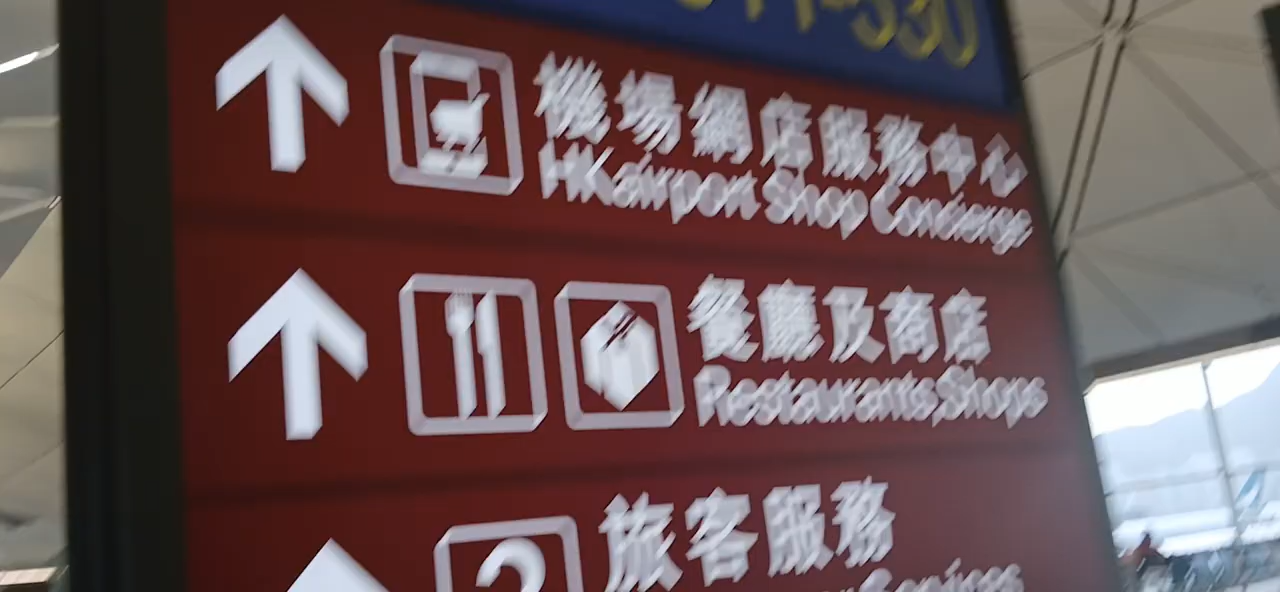 機場網店服務中心
HKairport Shop Concierge
餐廳及商店
Restaurants, Shops
旅客服務
Services